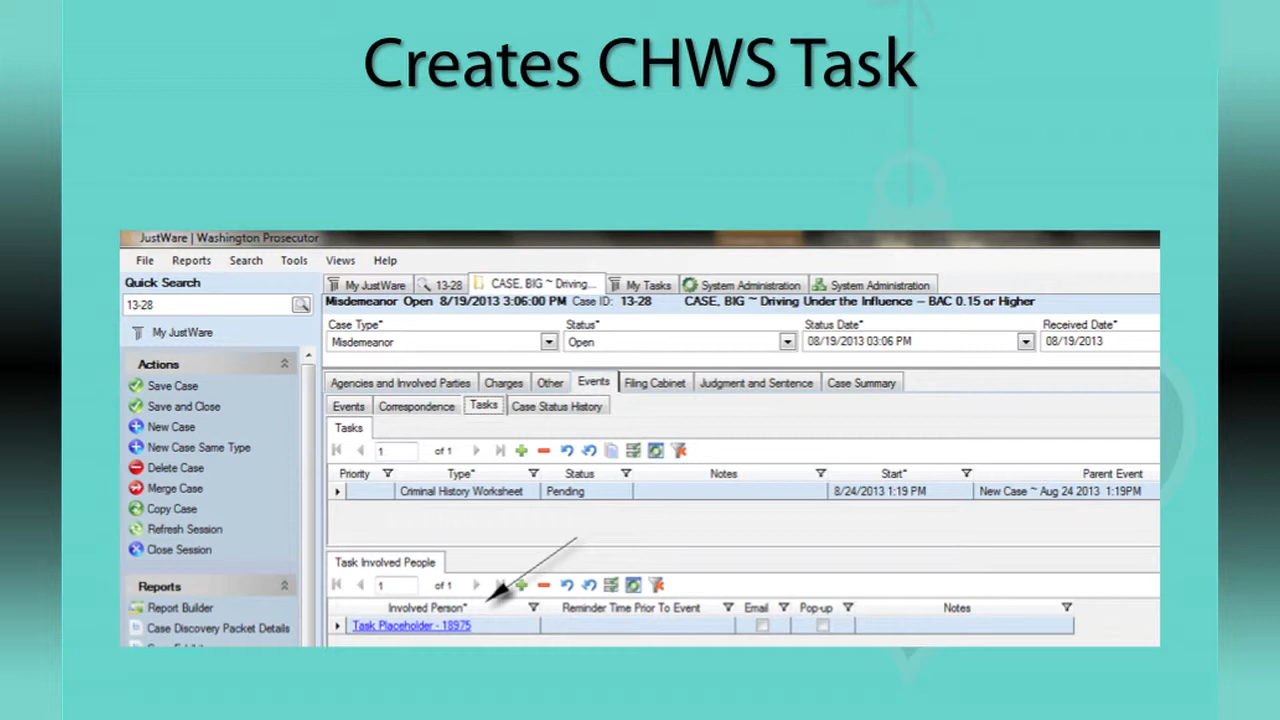 Creates CHWS Task
JustWare | Washington Prosecutor
File Reports Search Tools Views Help
Quick Search
13-28
My JustWare
Actions
Save Case
Save and Close
New Case
New Case Same Type
Delete Case
Merge Case
Copy Case
Refresh Session
Close Session
Reports
Report Builder
Case Discovery Packet Details
My JustWare 13-28 CASE, BIG ~ Driving... My Tasks System Administration System Administration
Misdemeanor Open 8/19/2013 3:06:00 PM Case ID: 13-28 CASE, BIG ~ Driving Under the Influence -- BAC 0.15 or Higher
Case Type* Status* Status Date* Received Date*
Misdemeanor Open 08/19/2013 03:06 PM 08/19/2013
Agencies and Involved Parties Charges Other Events Filing Cabinet Judgment and Sentence Case Summary
Events Correspondence Tasks Case Status History
Tasks
1 of 1
Priority Type* Status Notes Start* Parent Event
Criminal History Worksheet Pending 8/24/2013 1:19 PM New Case ~ Aug 24 2013 1:19PM
Task Involved People
1 of 1
Involved Person* Reminder Time Prior To Event Email Pop-up Notes
Task Placeholder - 18975